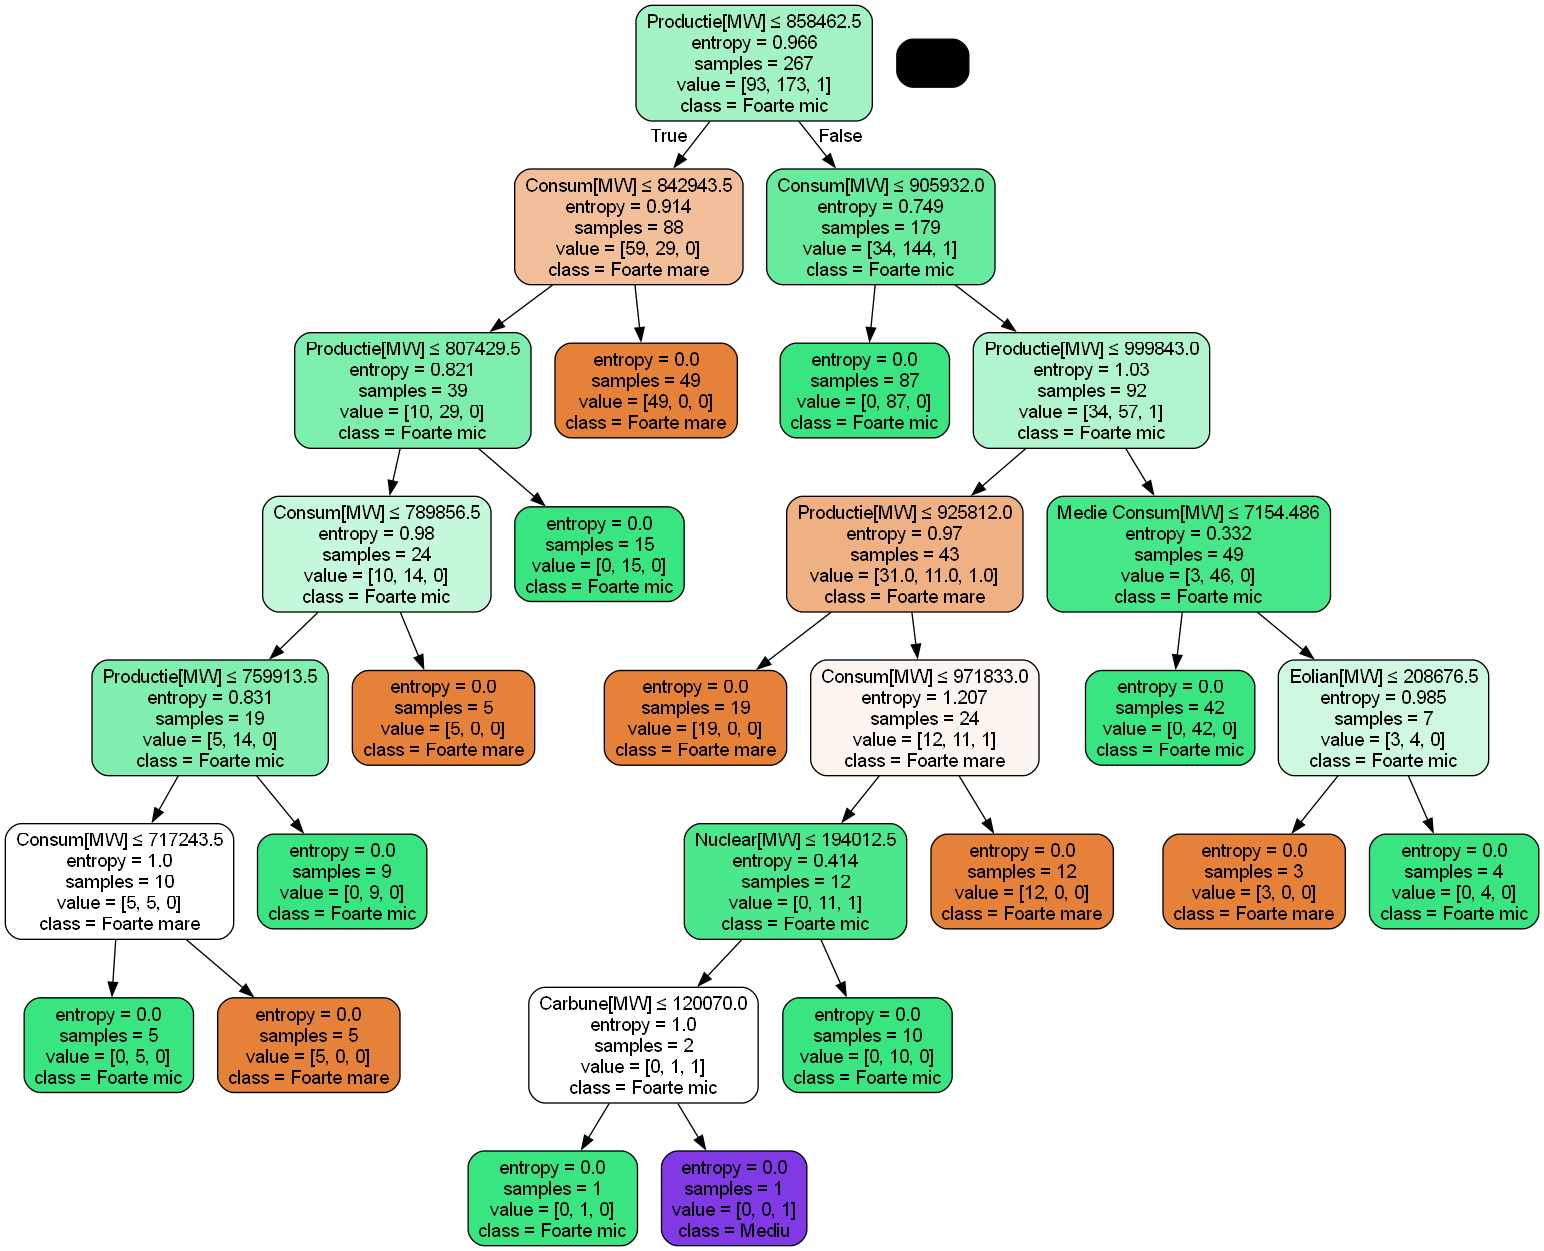 Productie[MW] ≤ 858462.5
entropy = 0.966
samples = 267
value = [93, 173, 1]
class = Foarte mic
True
False
Consum[MW] ≤ 842943.5
entropy = 0.914
samples = 88
value = [59, 29, 0]
class = Foarte mare
Consum[MW] ≤ 905932.0
entropy = 0.749
samples = 179
value = [34, 144, 1]
class = Foarte mic
Productie[MW] ≤ 807429.5
entropy = 0.821
samples = 39
value = [10, 29, 0]
class = Foarte mic
entropy = 0.0
samples = 49
value = [49, 0, 0]
class = Foarte mare
entropy = 0.0
samples = 87
value = [0, 87, 0]
class = Foarte mic
Productie[MW] ≤ 999843.0
entropy = 1.03
samples = 92
value = [34, 57, 1]
class = Foarte mic
Consum[MW] ≤ 789856.5
entropy = 0.98
samples = 24
value = [10, 14, 0]
class = Foarte mic
entropy = 0.0
samples = 15
value = [0, 15, 0]
class = Foarte mic
Productie[MW] ≤ 925812.0
entropy = 0.97
samples = 43
value = [31.0, 11.0, 1.0]
class = Foarte mare
Medie Consum[MW] ≤ 7154.486
entropy = 0.332
samples = 49
value = [3, 46, 0]
class = Foarte mic
Productie[MW] ≤ 759913.5
entropy = 0.831
samples = 19
value = [5, 14, 0]
class = Foarte mic
entropy = 0.0
samples = 5
value = [5, 0, 0]
class = Foarte mare
entropy = 0.0
samples = 19
value = [19, 0, 0]
class = Foarte mare
Consum[MW] ≤ 971833.0
entropy = 1.207
samples = 24
value = [12, 11, 1]
class = Foarte mare
entropy = 0.0
samples = 42
value = [0, 42, 0]
class = Foarte mic
Eolian[MW] ≤ 208676.5
entropy = 0.985
samples = 7
value = [3, 4, 0]
class = Foarte mic
Consum[MW] ≤ 717243.5
entropy = 1.0
samples = 10
value = [5, 5, 0]
class = Foarte mare
entropy = 0.0
samples = 9
value = [0, 9, 0]
class = Foarte mic
Nuclear[MW] ≤ 194012.5
entropy = 0.414
samples = 12
value = [0, 11, 1]
class = Foarte mic
entropy = 0.0
samples = 12
value = [12, 0, 0]
class = Foarte mare
entropy = 0.0
samples = 3
value = [3, 0, 0]
class = Foarte mare
entropy = 0.0
samples = 4
value = [0, 4, 0]
class = Foarte mic
entropy = 0.0
samples = 5
value = [0, 5, 0]
class = Foarte mic
entropy = 0.0
samples = 5
value = [5, 0, 0]
class = Foarte mare
Carbune[MW] ≤ 120070.0
entropy = 1.0
samples = 2
value = [0, 1, 1]
class = Foarte mic
entropy = 0.0
samples = 10
value = [0, 10, 0]
class = Foarte mic
entropy = 0.0
samples = 1
value = [0, 1, 0]
class = Foarte mic
entropy = 0.0
samples = 1
value = [0, 0, 1]
class = Mediu